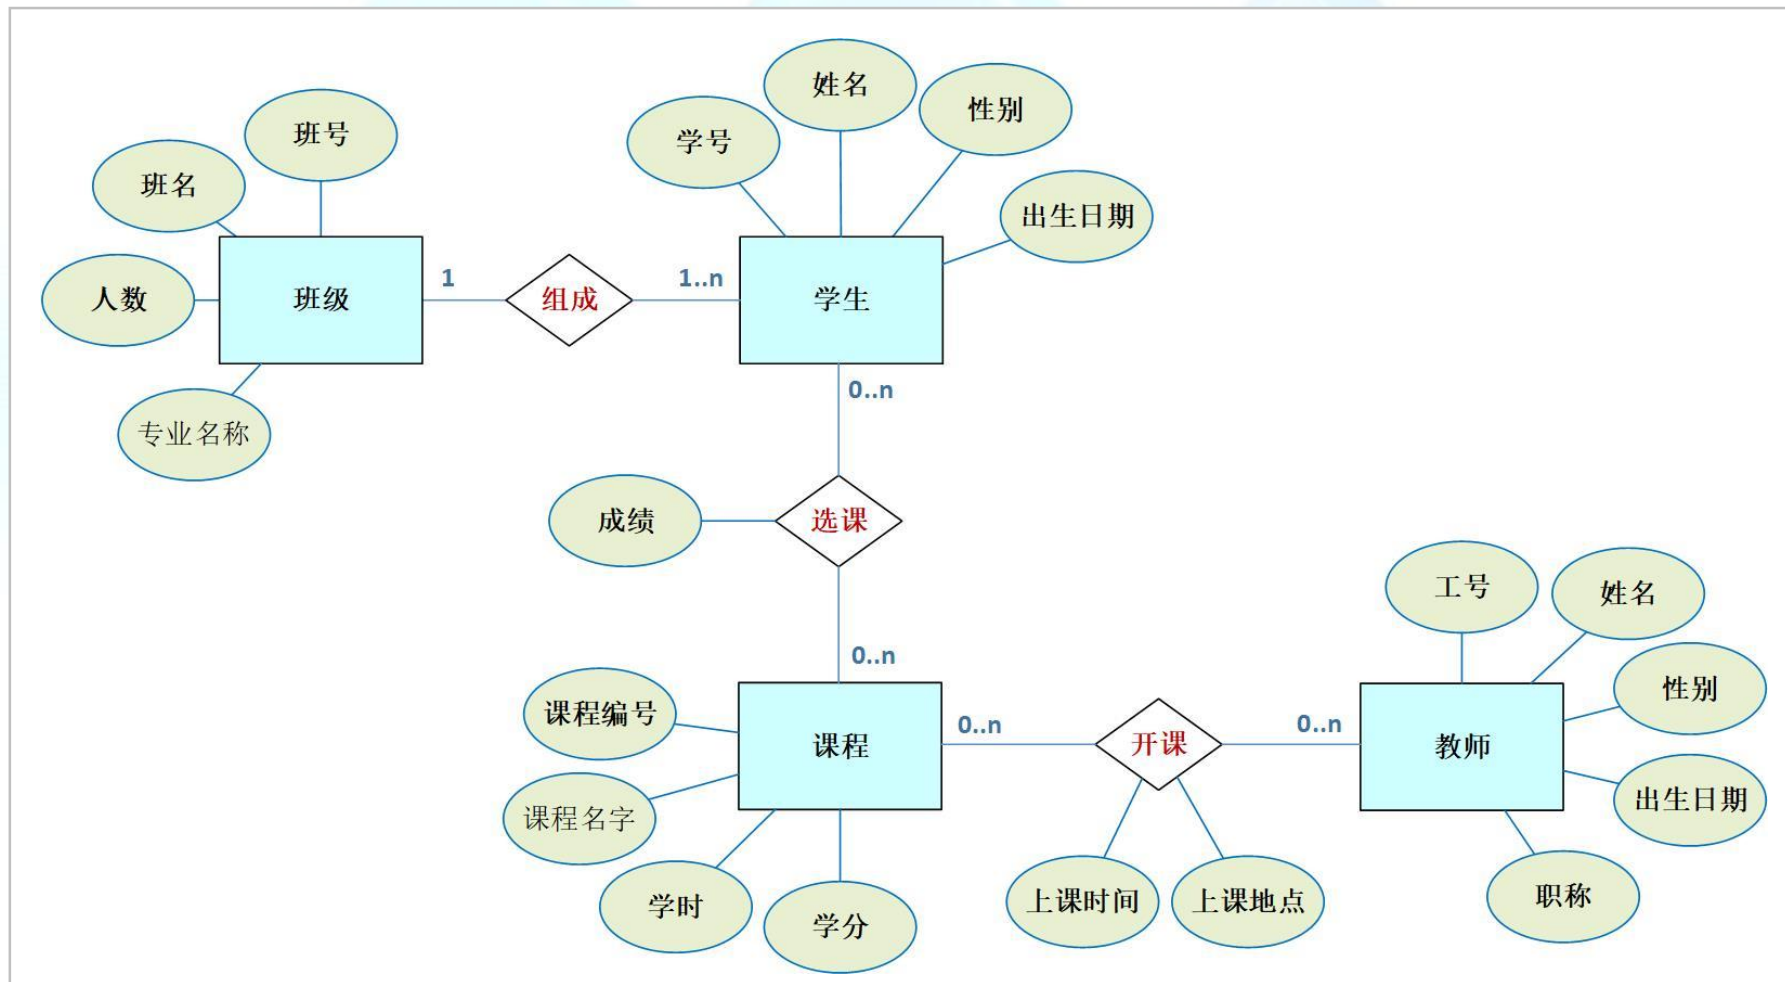 姓名
性别
班号
学号
班名
出生日期
人数
班级
1
组成
1..n
学生
专业名称
0..n
成绩
选课
工号
姓名
0..n
课程编号
性别
课程
0..n
开课
0..n
教师
课程名字
出生日期
学时
学分
上课时间
上课地点
职称